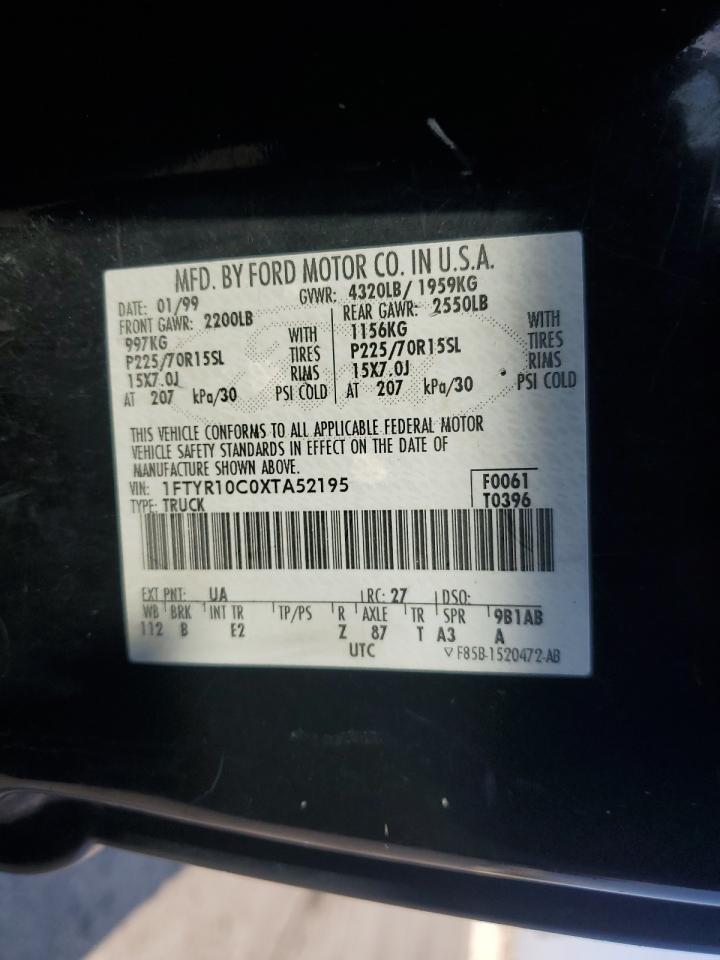 MFD. BY FORD MOTOR CO. IN U.S.A.
DATE: 01/99 GVWR: 4320LB/ 1959KG
FRONT GAWR: 2200LB REAR GAWR: 2550LB
997KG WITH 1156KG WITH
P225/70R15SL TIRES P225/70R15SL TIRES
15X7.0J RIMS 15X7.0J RIMS
AT 207 kPa/30 PSI COLD AT 207 kPa/30 PSI COLD
THIS VEHICLE CONFORMS TO ALL APPLICABLE FEDERAL MOTOR
VEHICLE SAFETY STANDARDS IN EFFECT ON THE DATE OF
MANUFACTURE SHOWN ABOVE.
VIN: 1FTYR10C0XTA52195 F0061
TYPE: TRUCK T0396
EXT PNT: UA RC: 27 DSO:
WB BRK INT TR TP/PS R AXLE TR SPR 9B1AB
112 B E2 Z 87 T A3 A
UTC ▽ F85B-1520472-AB